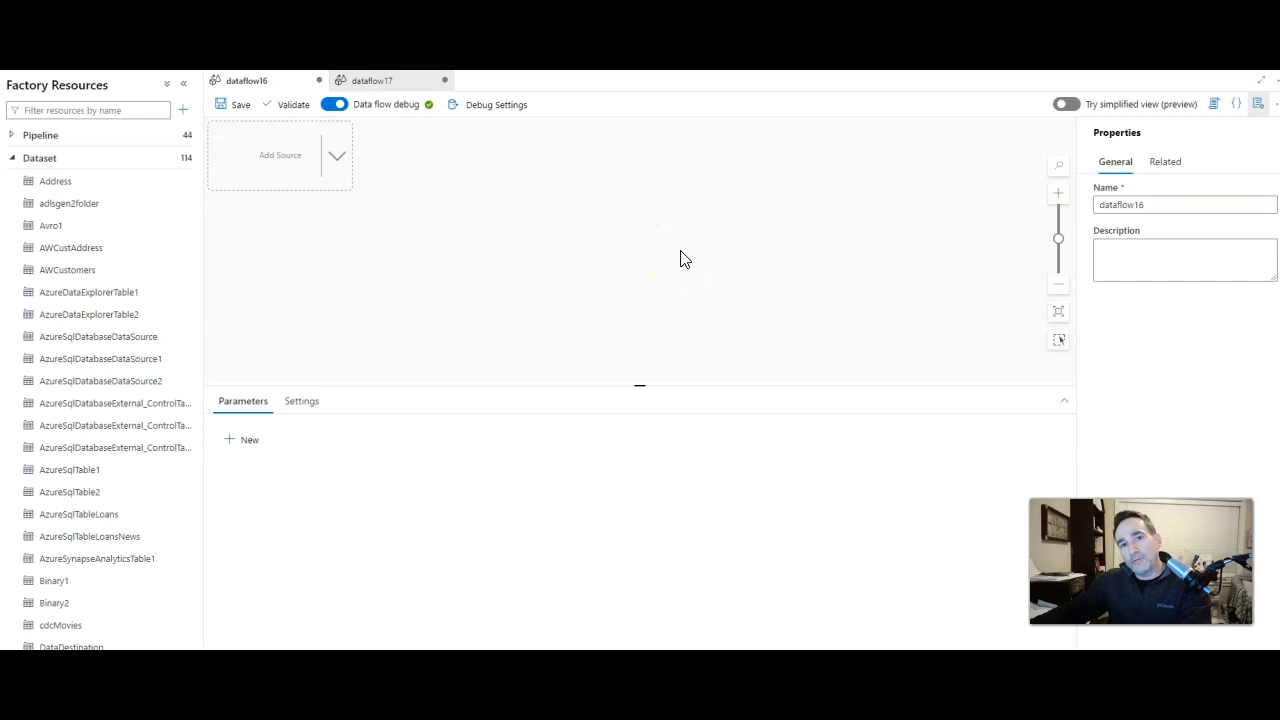 Factory Resources
Filter resources by name
Pipeline 44
Dataset 114
Address
adlsgen2folder
Avro1
AWCustAddress
AWCustomers
AzureDataExplorerTable1
AzureDataExplorerTable2
AzureSqlDatabaseDataSource
AzureSqlDatabaseDataSource1
AzureSqlDatabaseDataSource2
AzureSqlDatabaseExternal_ControlTa...
AzureSqlDatabaseExternal_ControlTa...
AzureSqlDatabaseExternal_ControlTa...
AzureSqlTable1
AzureSqlTable2
AzureSqlTableLoans
AzureSqlTableLoansNews
AzureSynapseAnalyticsTable1
Binary1
Binary2
cdcMovies
DataDestination
dataflow16 dataflow17
Save Validate Data flow debug Debug Settings Try simplified view (preview)
Add Source
Parameters Settings
New
Properties
General Related
Name *
dataflow16
Description